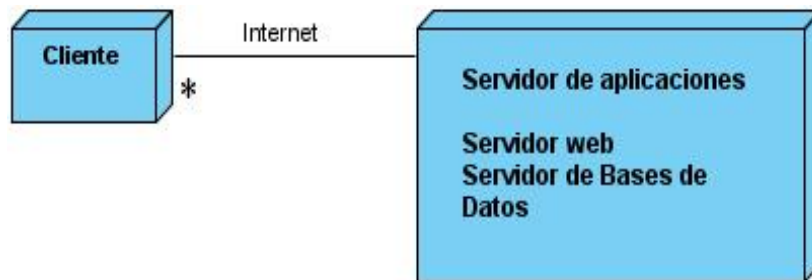 Cliente
Internet
*
Servidor de aplicaciones
Servidor web
Servidor de Bases de
Datos